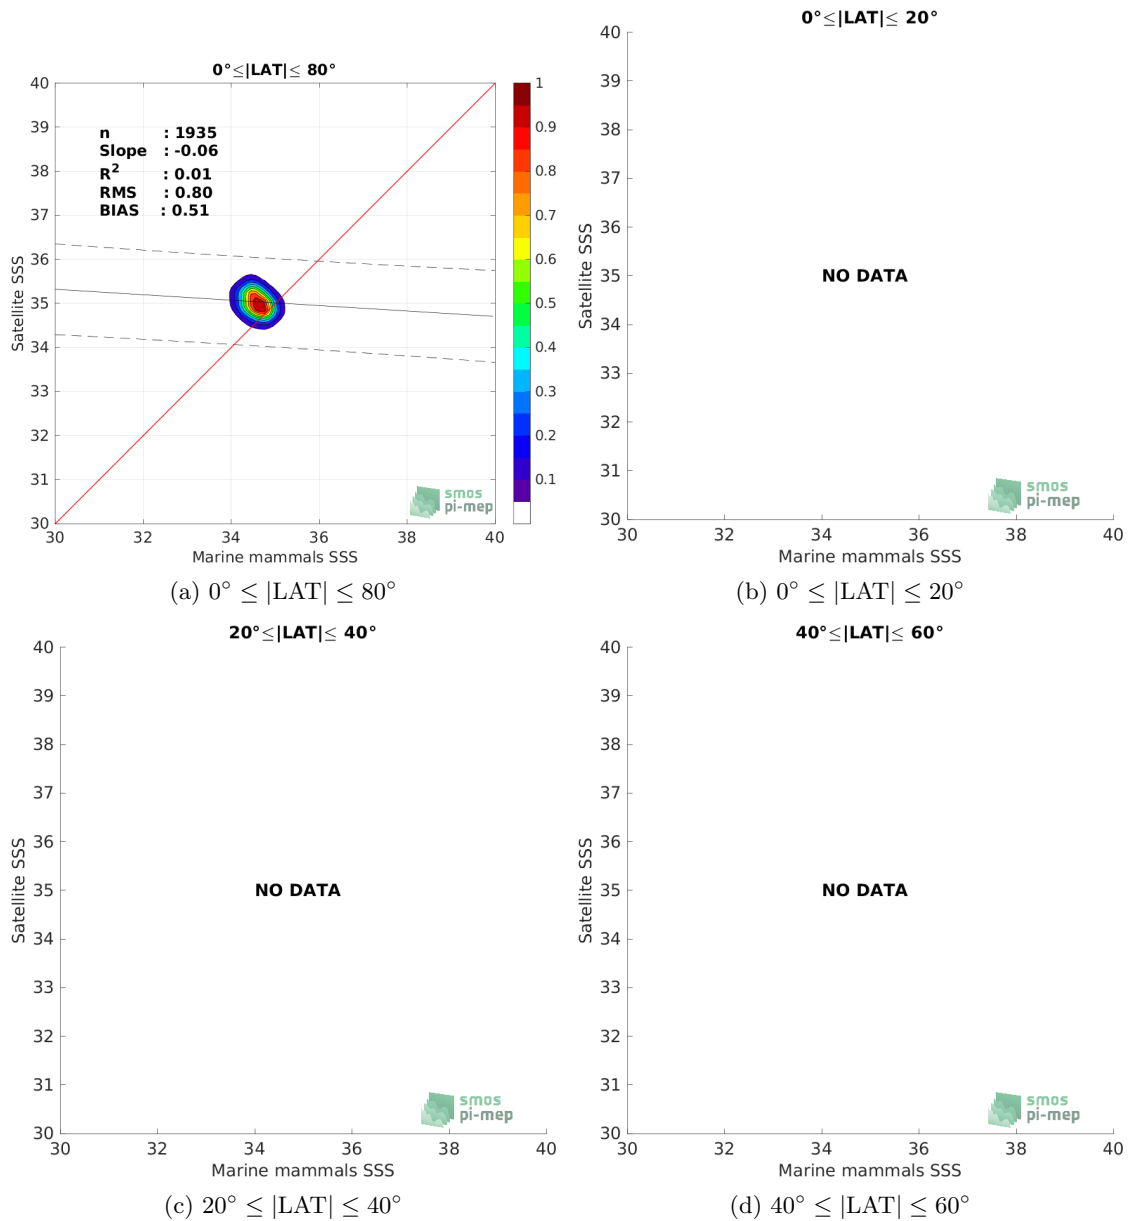 0°≤|LAT|≤ 80°
n : 1935
Slope : -0.06
R² : 0.01
RMS : 0.80
BIAS : 0.51
40
39
38
37
36
35
34
33
32
31
30
Satellite SSS
30 32 34 36 38 40
Marine mammals SSS
1
0.9
0.8
0.7
0.6
0.5
0.4
0.3
0.2
0.1
smos
pi-mep
(a) 0° ≤ |LAT| ≤ 80°
0°≤|LAT|≤ 20°
40
39
38
37
36
35
34
33
32
31
30
Satellite SSS
NO DATA
smos
pi-mep
30 32 34 36 38 40
Marine mammals SSS
(b) 0° ≤ |LAT| ≤ 20°
20°≤|LAT|≤ 40°
40
39
38
37
36
35
34
33
32
31
30
Satellite SSS
NO DATA
smos
pi-mep
30 32 34 36 38 40
Marine mammals SSS
(c) 20° ≤ |LAT| ≤ 40°
40°≤|LAT|≤ 60°
40
39
38
37
36
35
34
33
32
31
30
Satellite SSS
NO DATA
smos
pi-mep
30 32 34 36 38 40
Marine mammals SSS
(d) 40° ≤ |LAT| ≤ 60°